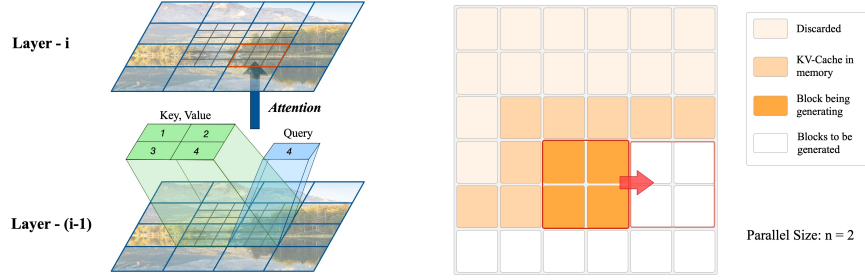 Layer - i
Attention
Key, Value
1
2
3
4
Query
4
Layer - (i-1)
Discarded
KV-Cache in
memory
Block being
generating
Blocks to be
generated
Parallel Size: n = 2